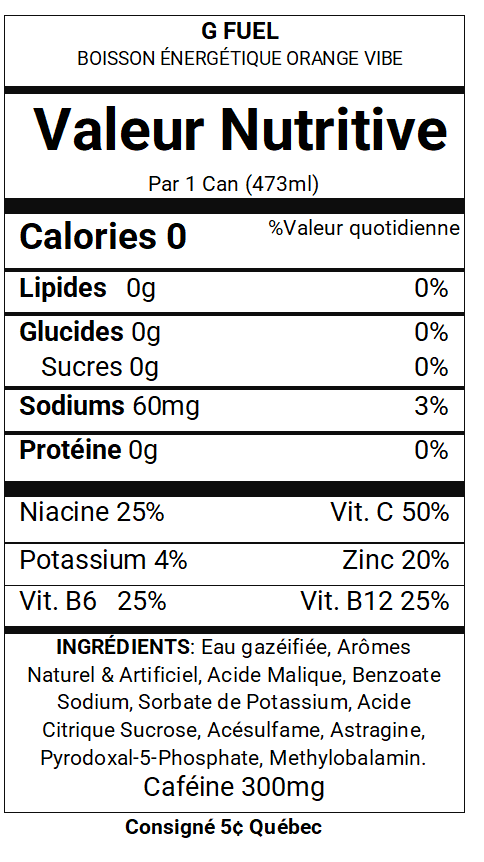 G FUEL
BOISSON ÉNERGÉTIQUE ORANGE VIBE
Valeur Nutritive
Par 1 Can (473ml)
Calories 0 %Valeur quotidienne
Lipides 0g 0%
Glucides 0g 0%
Sucres 0g 0%
Sodiums 60mg 3%
Protéine 0g 0%
Niacine 25% Vit. C 50%
Potassium 4% Zinc 20%
Vit. B6 25% Vit. B12 25%
INGRÉDIENTS: Eau gazéifiée, Arômes
Naturel & Artificiel, Acide Malique, Benzoate
Sodium, Sorbate de Potassium, Acide
Citrique Sucrose, Acésulfame, Astragine,
Pyrodoxal-5-Phosphate, Methylobalamin.
Caféine 300mg
Consigné 5¢ Québec